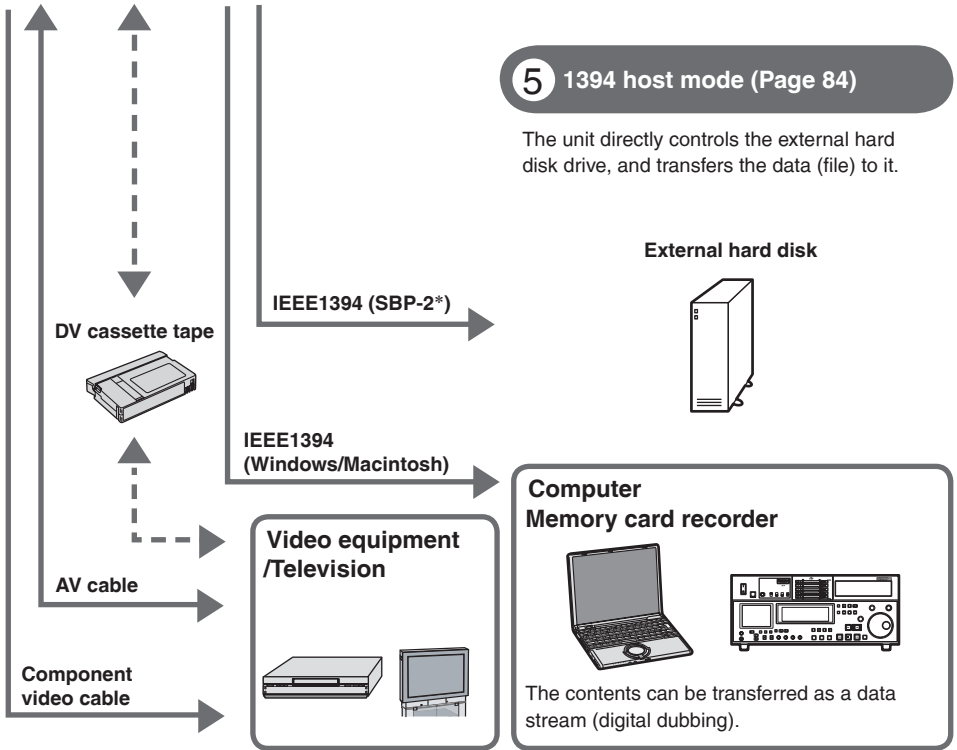 5 1394 host mode (Page 84)
The unit directly controls the external hard
disk drive, and transfers the data (file) to it.
External hard disk
IEEE1394 (SBP-2*)
DV cassette tape
IEEE1394
(Windows/Macintosh)
Computer
Memory card recorder
Video equipment
/Television
AV cable
Component
video cable
The contents can be transferred as a data
stream (digital dubbing).